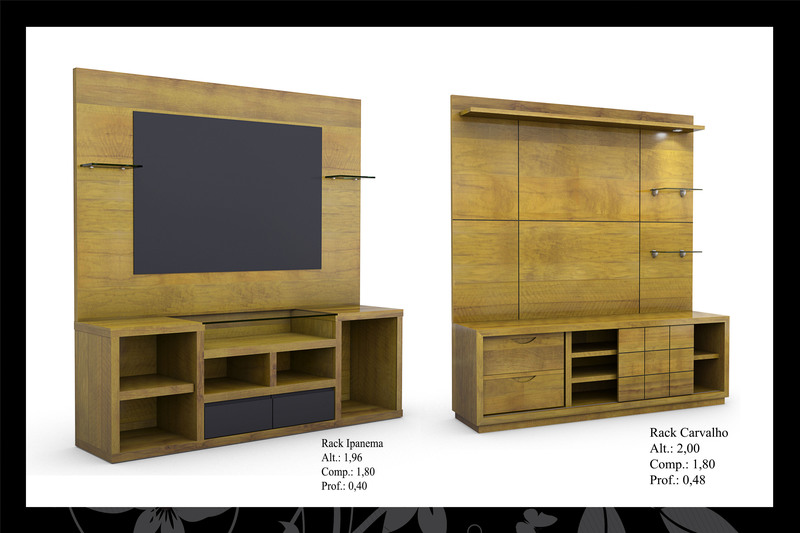 Rack Ipanema
Alt.: 1,96
Comp.: 1,80
Prof.: 0,40
Rack Carvalho
Alt.: 2,00
Comp.: 1,80
Prof.: 0,48